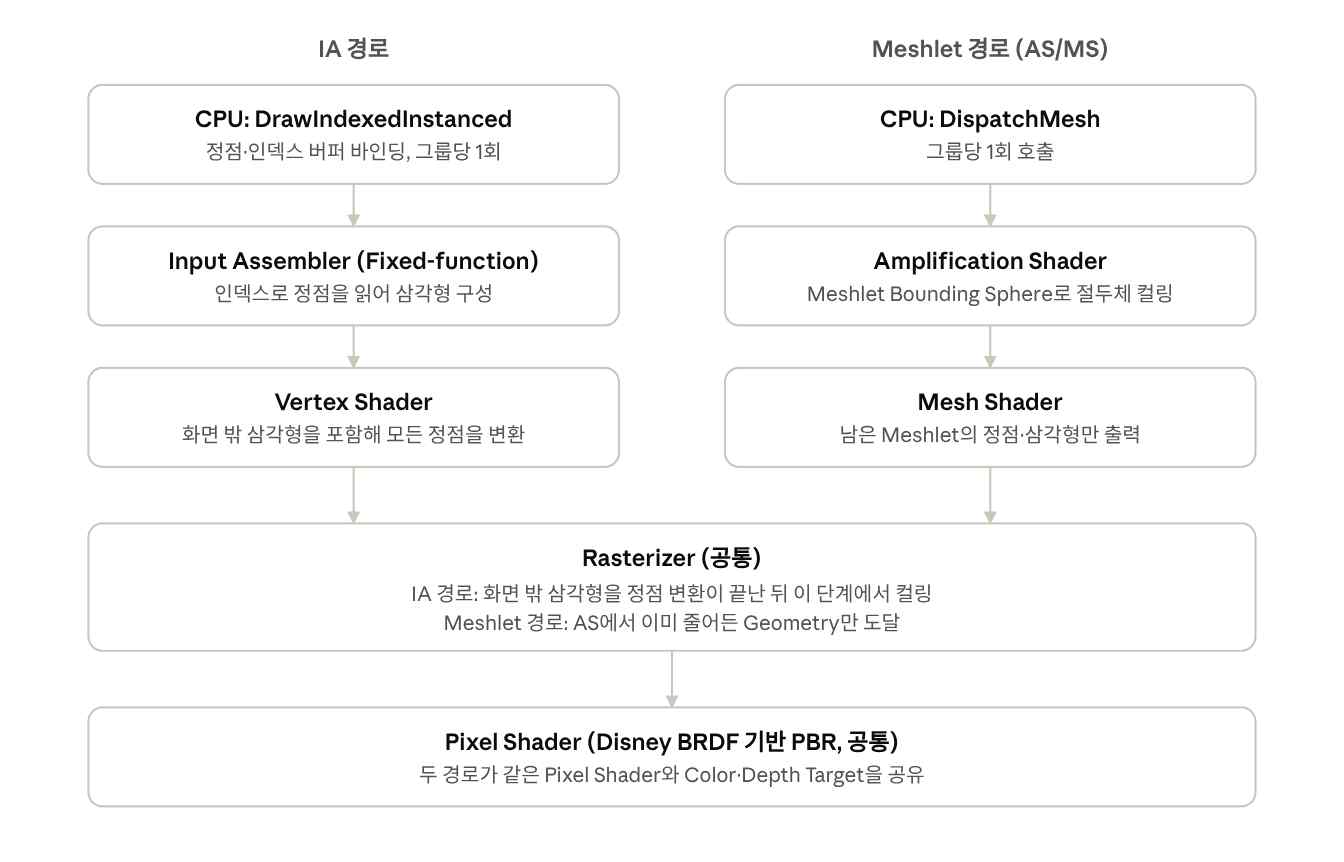 IA 경로
Meshlet 경로 (AS/MS)
CPU: DrawIndexedInstanced
정점·인덱스 버퍼 바인딩, 그룹당 1회
CPU: DispatchMesh
그룹당 1회 호출
Input Assembler (Fixed-function)
인덱스로 정점을 읽어 삼각형 구성
Amplification Shader
Meshlet Bounding Sphere로 절두체 컬링
Vertex Shader
화면 밖 삼각형을 포함해 모든 정점을 변환
Mesh Shader
남은 Meshlet의 정점·삼각형만 출력
Rasterizer (공통)
IA 경로: 화면 밖 삼각형을 정점 변환이 끝난 뒤 이 단계에서 컬링
Meshlet 경로: AS에서 이미 줄어든 Geometry만 도달
Pixel Shader (Disney BRDF 기반 PBR, 공통)
두 경로가 같은 Pixel Shader와 Color·Depth Target을 공유